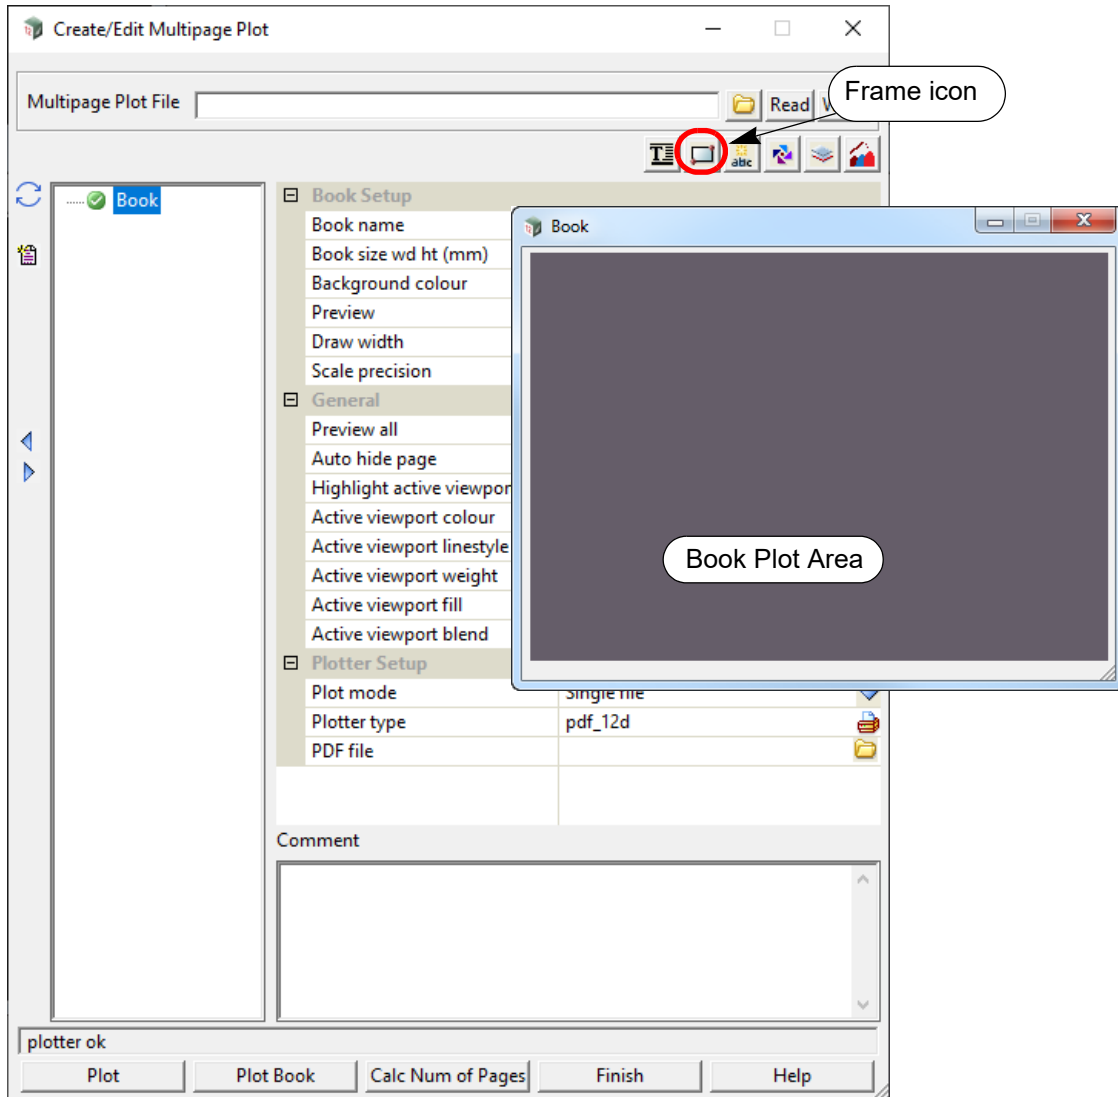 Create/Edit Multipage Plot
Frame icon
Multipage Plot File
Read
T
abc
Book
Book Setup
Book name
Book size wd ht (mm)
Background colour
Preview
Draw width
Scale precision
General
Preview all
Auto hide page
Highlight active viewpor
Active viewport colour
Active viewport linestyle
Active viewport weight
Active viewport fill
Active viewport blend
Plotter Setup
Plot mode Single file
Plotter type pdf_12d
PDF file
Book
Book Plot Area
Comment
plotter ok
Plot
Plot Book
Calc Num of Pages
Finish
Help